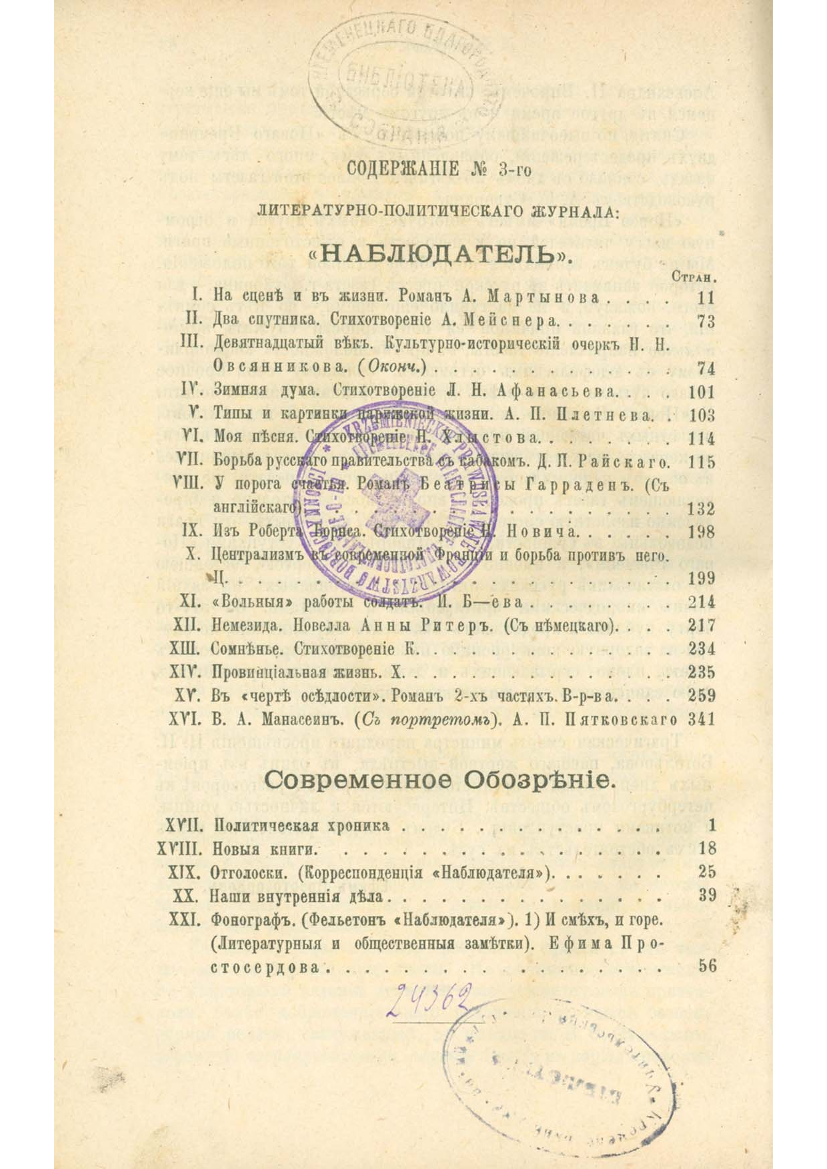 БИБЛІОТЕКА
СОДЕРЖАНІЕ № 3-го
ЛИТЕРАТУРНО-ПОЛИТИЧЕСКАГО ЖУРНАЛА:
«НАБЛЮДАТЕЛЬ».
СТРАН.
I. На сценѣ и въ жизни. Романъ А. Мартынова . . . . 11
II. Два спутника. Стихотвореніе А. Мейснера. . . . . . . 73
III. Девятнадцатый вѣкъ. Культурно-историческій очеркъ Н. Н.
Овсянникова. (Оконч.) . . . . . . . . . . . . . 74
IV. Зимняя дума. Стихотвореніе Л. Н. Афанасьева. . . . 101
V. Типы и картинки парижской жизни. А. П. Плетнева. . 103
VI. Моя пѣсня. Стихотвореніе Н. Хлыстова. . . . . . . . 114
VII. Борьба русскаго правительства съ кабакомъ. Д. П. Райскаго. 115
VIII. У порога счастья. Романъ Беатрисы Гарраденъ. (Съ
англійскаго) . . . . . . . . . . . . . . . . . 132
IX. Изъ Роберта Бориса. Стихотвореніе Н. Новича. . . . . . 198
X. Централизмъ въ современной Франціи и борьба противъ него.
Ц. . . . . . . . . . . . . . . . . . . . . . 199
XI. «Вольныя» работы солдатъ. И. Б—ева . . . . . . . . 214
XII. Немезида. Новелла Анны Ритеръ. (Съ нѣмецкаго). . . . 217
XIII. Сомнѣнье. Стихотвореніе К. . . . . . . . . . . . . . 234
XIV. Провинціальная жизнь. X. . . . . . . . . . . . . . . 235
XV. Въ «чертѣ осѣдлости». Романъ 2-хъ частяхъ. В-р-ва. . . . 259
XVI. В. А. Манасеинъ. (Съ портретомъ). А. П. Пятковскаго 341
Современное Обозрѣніе.
XVII. Политическая хроника . . . . . . . . . . . . . . . 1
XVIII. Новыя книги. . . . . . . . . . . . . . . . . . . 18
XIX. Отголоски. (Корреспонденція «Наблюдателя»). . . . . . . 25
XX. Наши внутреннія дѣла. . . . . . . . . . . . . . . . 39
XXI. Фонографъ. (Фельетонъ «Наблюдателя»). 1) И смѣхъ, и горе.
(Литературныя и общественныя замѣтки). Ефима Про-
стосердова . . . . . . . . . . . . . . . . . . . 56
24362